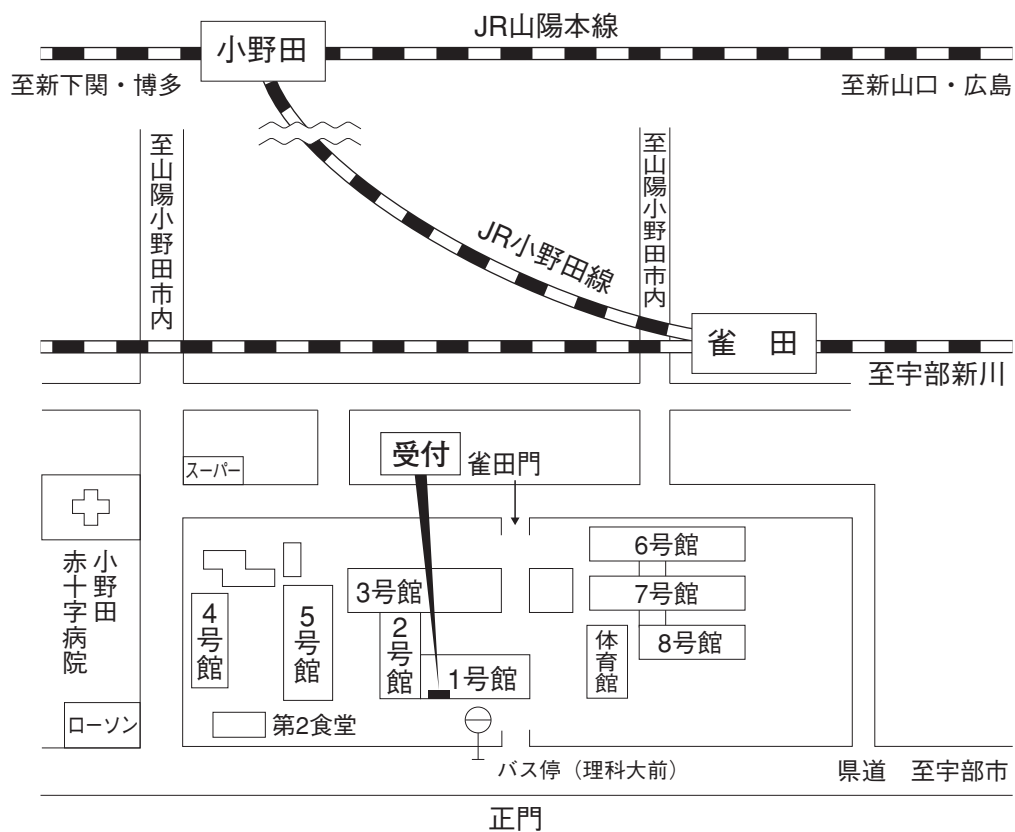 JR山陽本線
小野田
至新下関・博多
至新山口・広島
至山陽小野田市内
至山陽小野田市内
JR小野田線
雀　田
至宇部新川
受付
雀田門
スーパー
小野田
赤十字病院
6号館
3号館
7号館
4号館
5号館
2号館
体育館
8号館
1号館
ローソン
第2食堂
バス停（理科大前）
県道　至宇部市
正門